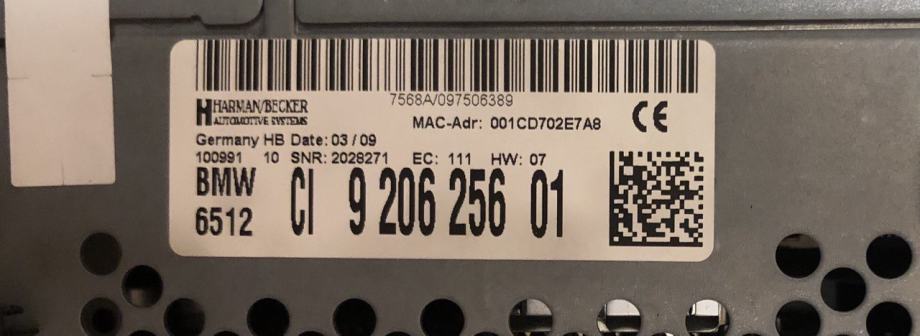 7568A/097506389
HARMAN/BECKER
AUTOMOTIVE SYSTEMS
MAC-Adr: 001CD702E7A8
CE
Germany HB Date: 03 / 09
100991 10 SNR: 2028271 EC: 111 HW: 07
BMW CI 9 206 256 01
6512